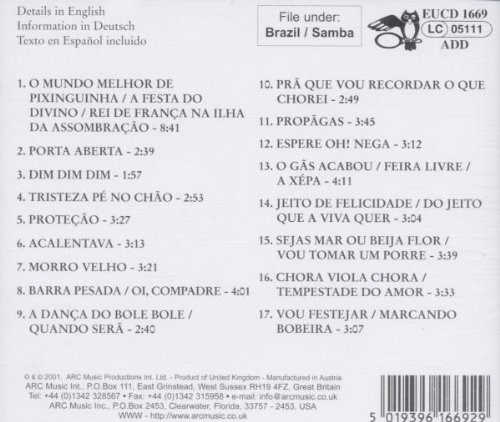 Details in English
Information in Deutsch
Texto en Español incluido
File under:
Brazil / Samba
EUCD 1669
LC 05111
ADD
1. O MUNDO MELHOR DE
PIXINGUINHA / A FESTA DO
DIVINO / REI DE FRANÇA NA ILHA
DA ASSOMBRAÇÃO - 8:41
2. PORTA ABERTA - 2:39
3. DIM DIM DIM - 1:57
4. TRISTEZA PÉ NO CHÃO - 2:53
5. PROTEÇÃO - 3:27
6. ACALENTAVA - 3:13
7. MORRO VELHO - 3:21
8. BARRA PESADA / OI, COMPADRE - 4:01
9. A DANÇA DO BOLE BOLE /
QUANDO SERÃ - 2:40
10. PRÃ QUE VOU RECORDAR O QUE
CHOREI - 2:49
11. PROPÃGAS - 3:45
12. ESPERE OH! NEGA - 3:12
13. O GÃS ACABOU / FEIRA LIVRE /
A XÉPA - 4:11
14. JEITO DE FELICIDADE / DO JEITO
QUE A VIVA QUER - 3:04
15. SEJAS MAR OU BEIJA FLOR /
VOU TOMAR UM PORRE - 3:39
16. CHORA VIOLA CHORA /
TEMPESTADE DO AMOR - 3:33
17. VOU FESTEJAR / MARCANDO
BOBEIRA - 3:07
℗ & © 2001, ARC Music Productions Int. Ltd. - Product of United Kingdom - Manufactured in Austria
ARC Music Int., P.O.Box 111, East Grinstead, West Sussex RH19 4FZ, Great Britain
Tel: +44 (0)1342 328567 • Fax: +44 (0)1342 315958 • e-mail: info@arcmusic.co.uk
ARC Music Inc., P.O.Box 2453, Clearwater, Florida, 33757 - 2453, USA
WWW - http://www.arcmusic.co.uk
5 019396 166929